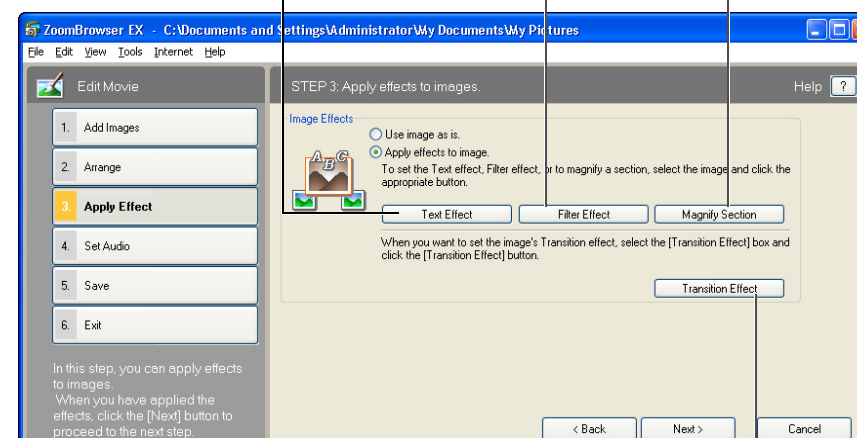 ZoomBrowser EX - C:\Documents and Settings\Administrator\My Documents\My Pictures
File Edit View Tools Internet Help
Edit Movie
STEP 3: Apply effects to images.
Help ?
1. Add Images
2. Arrange
3. Apply Effect
4. Set Audio
5. Save
6. Exit
In this step, you can apply effects
to images.
When you have applied the
effects, click the [Next] button to
proceed to the next step.
Image Effects
Use image as is.
Apply effects to image.
ABC
To set the Text effect, Filter effect, or to magnify a section, select the image and click the
appropriate button.
Text Effect Filter Effect Magnify Section
When you want to set the image's Transition effect, select the [Transition Effect] box and
click the [Transition Effect] button.
Transition Effect
< Back Next > Cancel